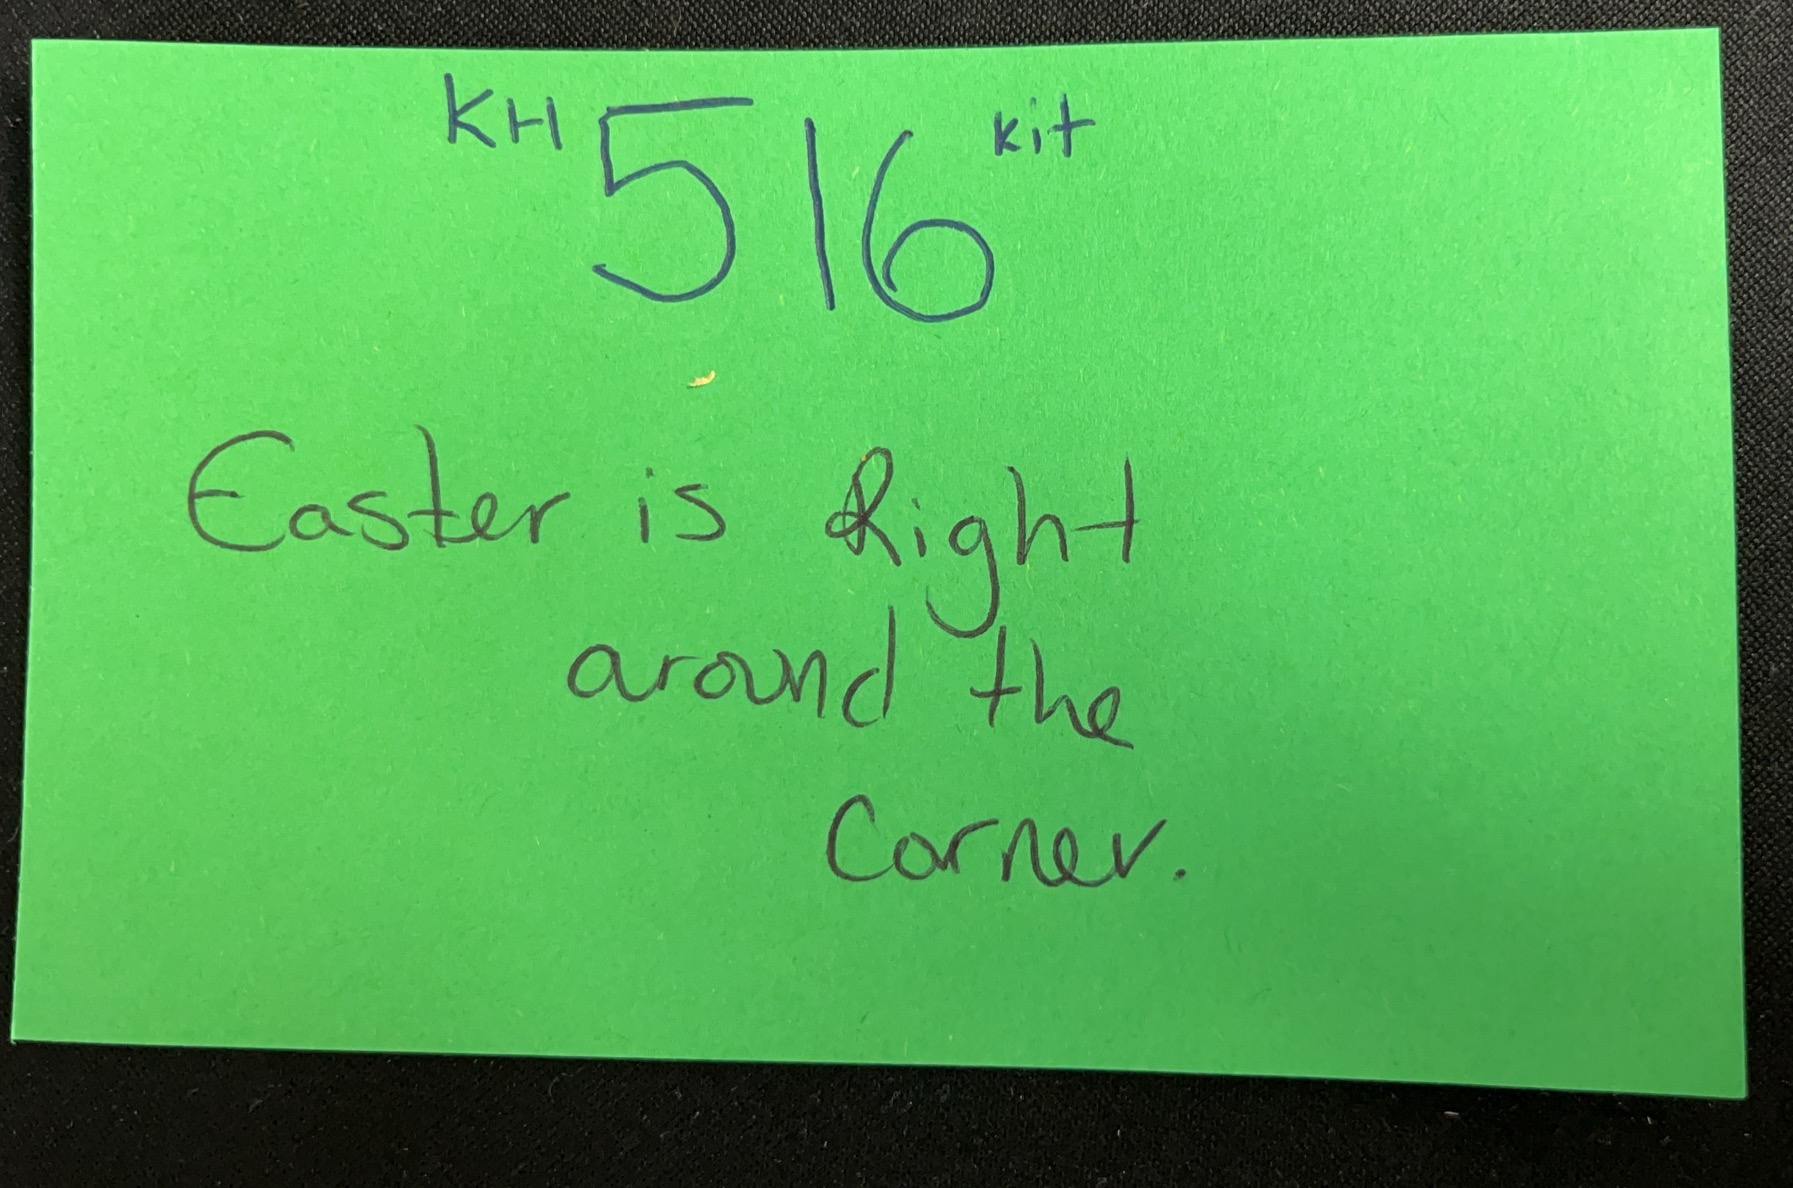 KH 516 kit
Easter is Right
around the
Corner.